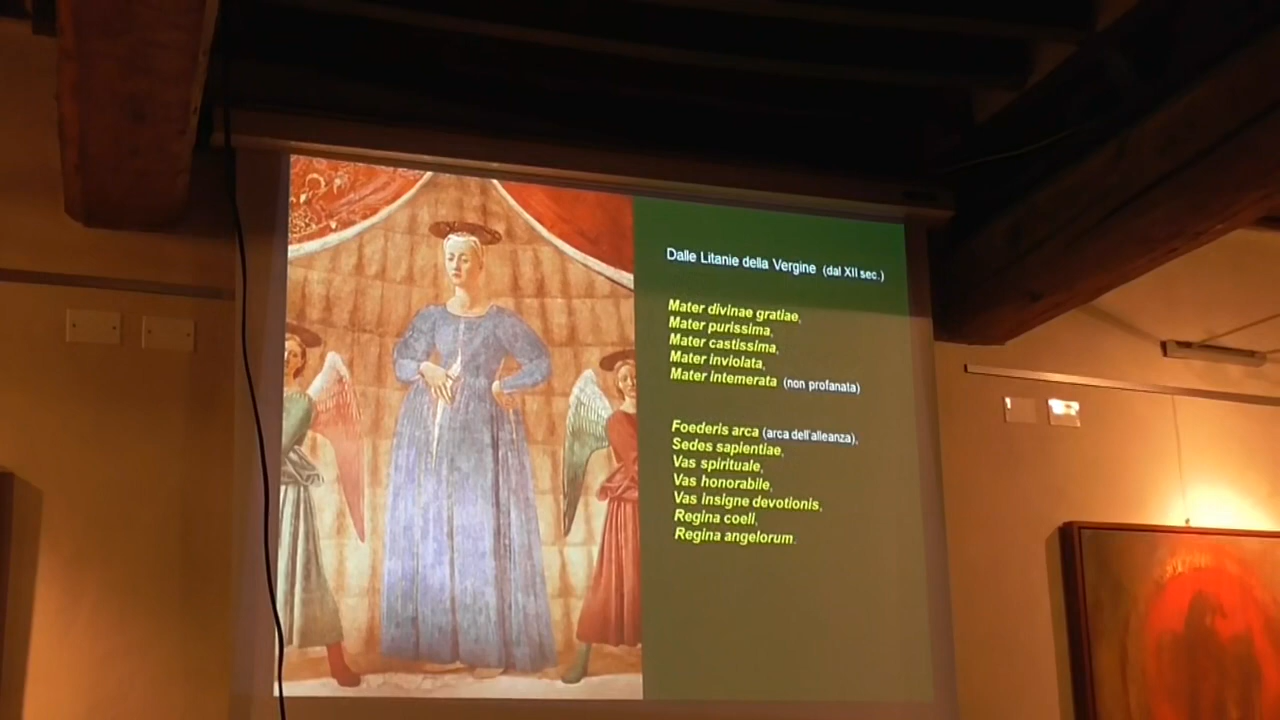 Dalle Litanie della Vergine (dal XII sec.)
Mater divinae gratiae,
Mater purissima,
Mater castissima,
Mater inviolata,
Mater intemerata (non profanata)
Foederis arca (arca dell'alleanza),
Sedes sapientiae,
Vas spirituale,
Vas honorabile,
Vas insigne devotionis,
Regina coeli,
Regina angelorum.